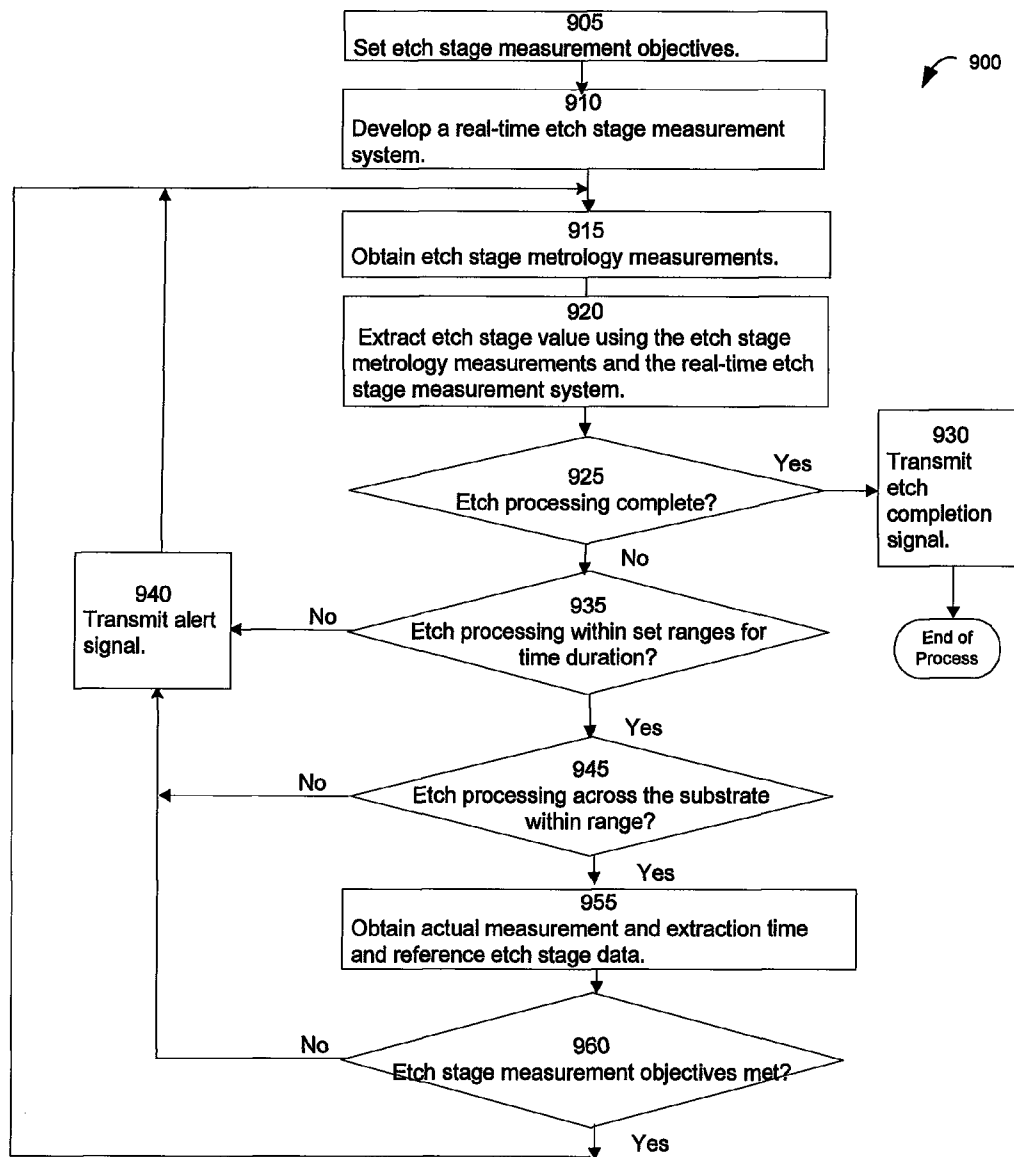 905
Set etch stage measurement objectives.
900
910
Develop a real-time etch stage measurement
system.
915
Obtain etch stage metrology measurements.
920
Extract etch stage value using the etch stage
metrology measurements and the real-time etch
stage measurement system.
925
Etch processing complete?
Yes
930
Transmit
etch
completion
signal.
No
End of
Process
940
Transmit alert
signal.
No
935
Etch processing within set ranges for
time duration?
Yes
No
945
Etch processing across the substrate
within range?
Yes
955
Obtain actual measurement and extraction time
and reference etch stage data.
No
960
Etch stage measurement objectives met?
Yes